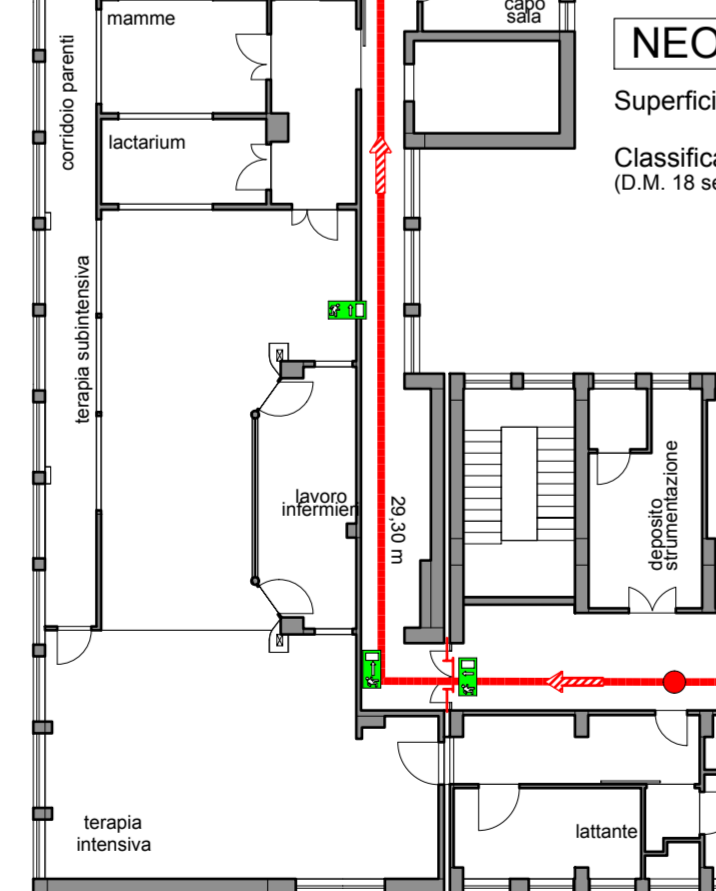 capo
sala
mamme
NEO
corridoio parenti
Superfici
lactarium
Classifica
(D.M. 18 se
terapia subintensiva
lavoro
infermieri
29,30 m
deposito
strumentazione
terapia
intensiva
lattante